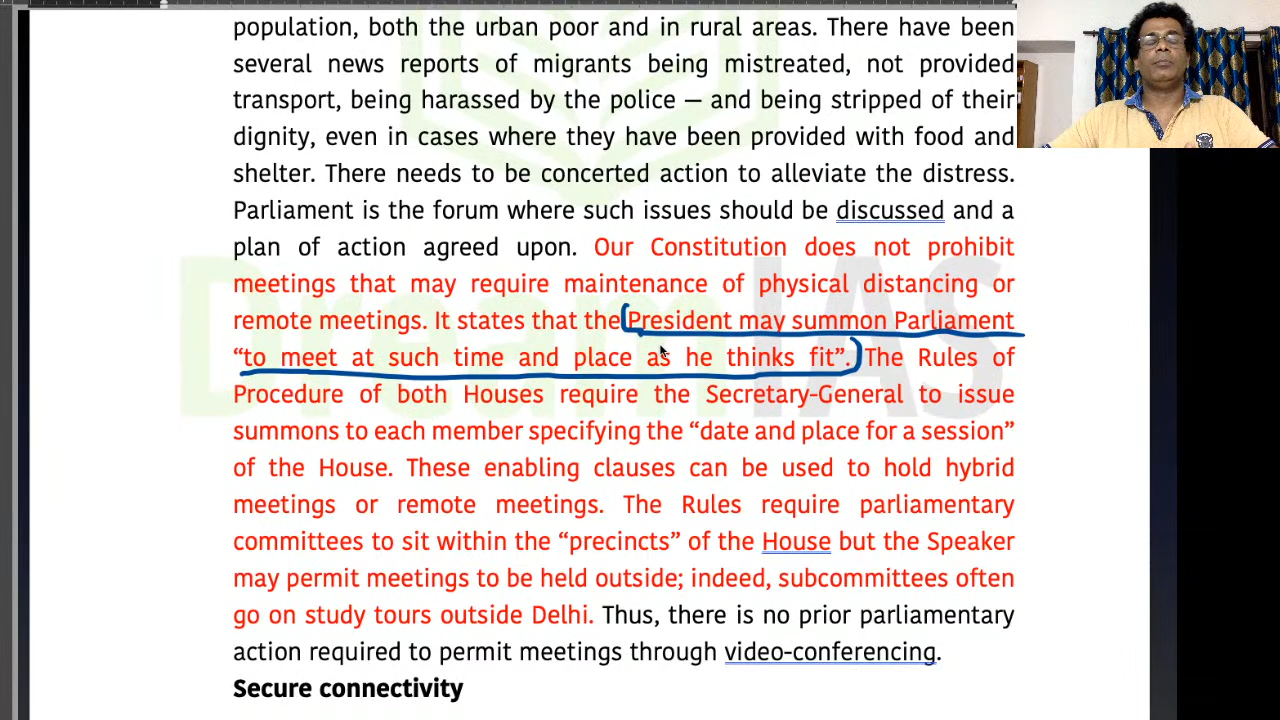 population, both the urban poor and in rural areas. There have been
several news reports of migrants being mistreated, not provided
transport, being harassed by the police — and being stripped of their
dignity, even in cases where they have been provided with food and
shelter. There needs to be concerted action to alleviate the distress.
Parliament is the forum where such issues should be discussed and a
plan of action agreed upon. Our Constitution does not prohibit
meetings that may require maintenance of physical distancing or
remote meetings. It states that the President may summon Parliament
“to meet at such time and place as he thinks fit”. The Rules of
Procedure of both Houses require the Secretary-General to issue
summons to each member specifying the “date and place for a session”
of the House. These enabling clauses can be used to hold hybrid
meetings or remote meetings. The Rules require parliamentary
committees to sit within the “precincts” of the House but the Speaker
may permit meetings to be held outside; indeed, subcommittees often
go on study tours outside Delhi. Thus, there is no prior parliamentary
action required to permit meetings through video-conferencing.
Secure connectivity
DreamIAS